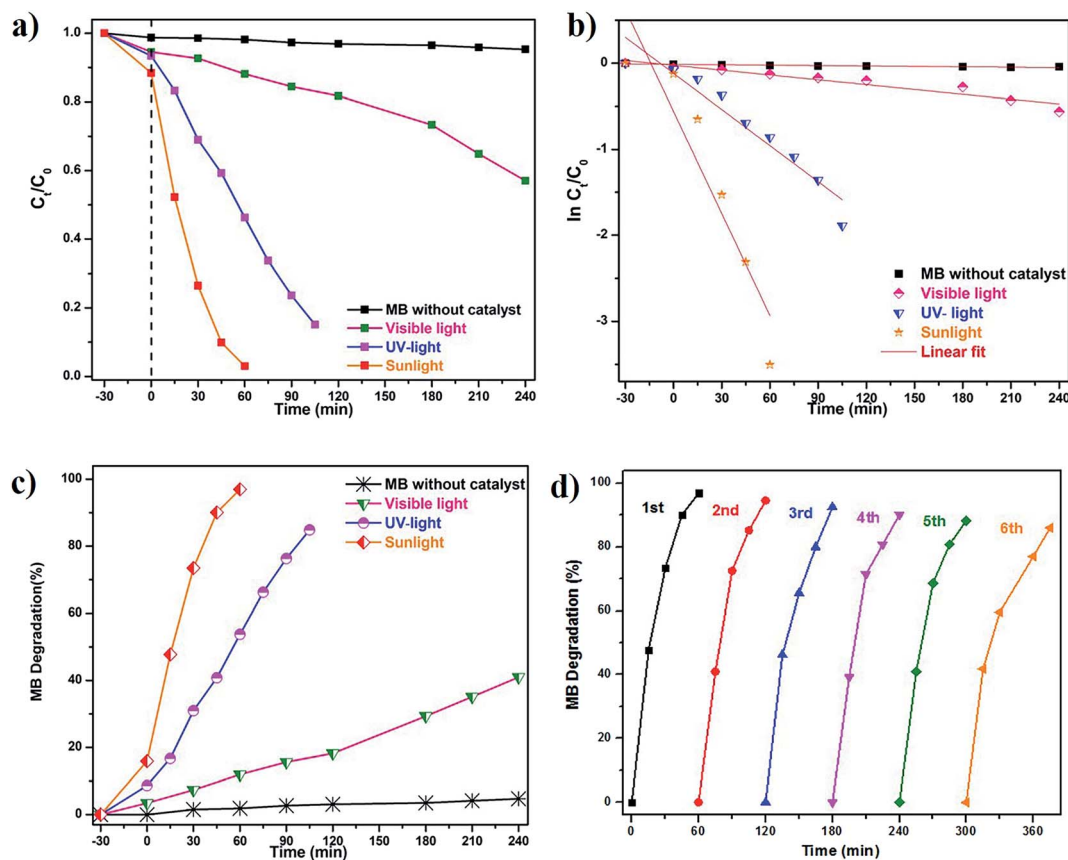 a)
1.0
0.8
0.6
0.4
0.2
0.0
Ct/C0
MB without catalyst
Visible light
UV-light
Sunlight
-30 0 30 60 90 120 150 180 210 240
Time (min)
b)
0
-1
-2
-3
ln Ct/C0
MB without catalyst
Visible light
UV- light
Sunlight
Linear fit
-30 0 30 60 90 120 150 180 210 240
Time (min)
c)
100
80
60
40
20
0
MB Degradation(%)
MB without catalyst
Visible light
UV-light
Sunlight
-30 0 30 60 90 120 150 180 210 240
Time (min)
d)
100
80
60
40
20
0
MB Degradation (%)
1st 2nd 3rd 4th 5th 6th
0 60 120 180 240 300 360
Time (min)